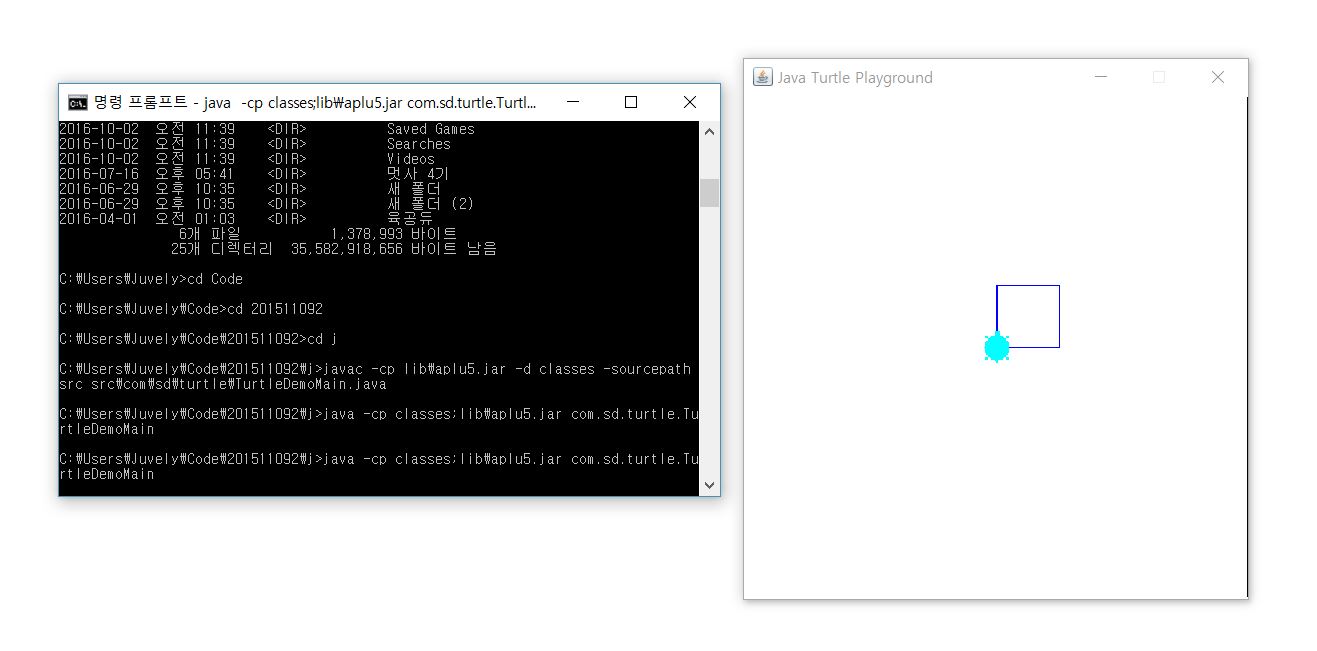 명령 프롬프트 - java  -cp classes;lib₩aplu5.jar com.sd.turtle.Turtl...
2016-10-02  오전 11:39    <DIR>          Saved Games
2016-10-02  오전 11:39    <DIR>          Searches
2016-10-02  오전 11:39    <DIR>          Videos
2016-07-16  오후 05:41    <DIR>          멋사 4기
2016-06-29  오후 10:35    <DIR>          새 폴더
2016-06-29  오후 10:35    <DIR>          새 폴더 (2)
2016-04-01  오전 01:03    <DIR>          육공듀
6개 파일           1,378,993 바이트
25개 디렉터리  35,582,918,656 바이트 남음
C:₩Users₩Juvely>cd Code
C:₩Users₩Juvely₩Code>cd 201511092
C:₩Users₩Juvely₩Code₩201511092>cd j
C:₩Users₩Juvely₩Code₩201511092₩j>javac -cp lib₩aplu5.jar -d classes -sourcepath
src src₩com₩sd₩turtle₩TurtleDemoMain.java
C:₩Users₩Juvely₩Code₩201511092₩j>java -cp classes;lib₩aplu5.jar com.sd.turtle.Tu
rtleDemoMain
C:₩Users₩Juvely₩Code₩201511092₩j>java -cp classes;lib₩aplu5.jar com.sd.turtle.Tu
rtleDemoMain
Java Turtle Playground